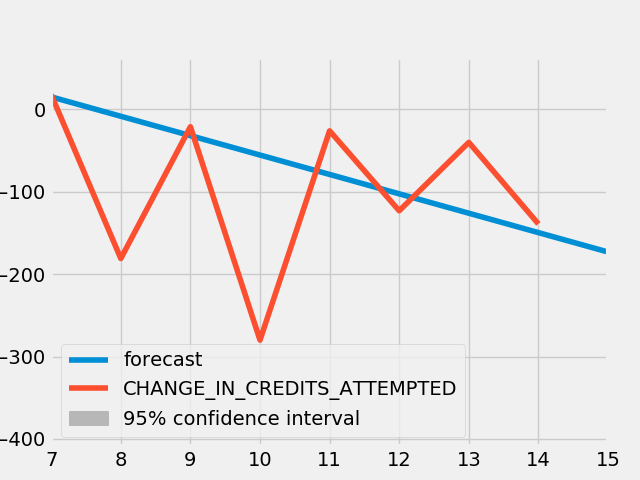 0
−100
−200
−300
−400
forecast
CHANGE_IN_CREDITS_ATTEMPTED
95% confidence interval
7 8 9 10 11 12 13 14 15